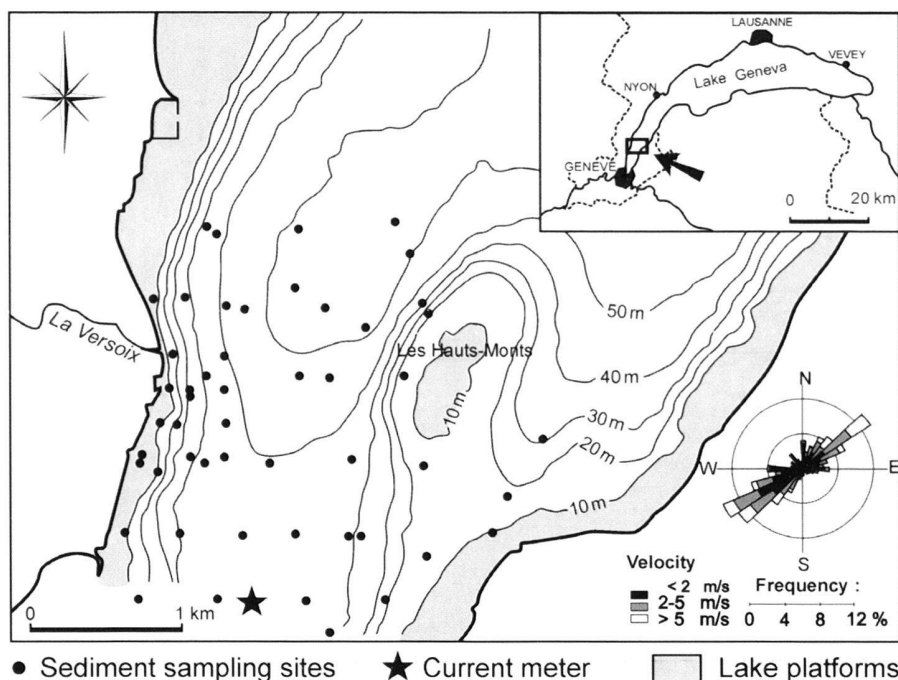 LAUSANNE
VEVEY
Lake Geneva
NYON
GENEVE
0 20 km
La Versoix
Les Hauts-Monts
50 m
40 m
30 m
20 m
10 m
10 m
N
W E
S
Velocity
< 2 m/s
2-5 m/s
> 5 m/s
Frequency :
0 4 8 12 %
0 1 km
Sediment sampling sites Current meter Lake platforms